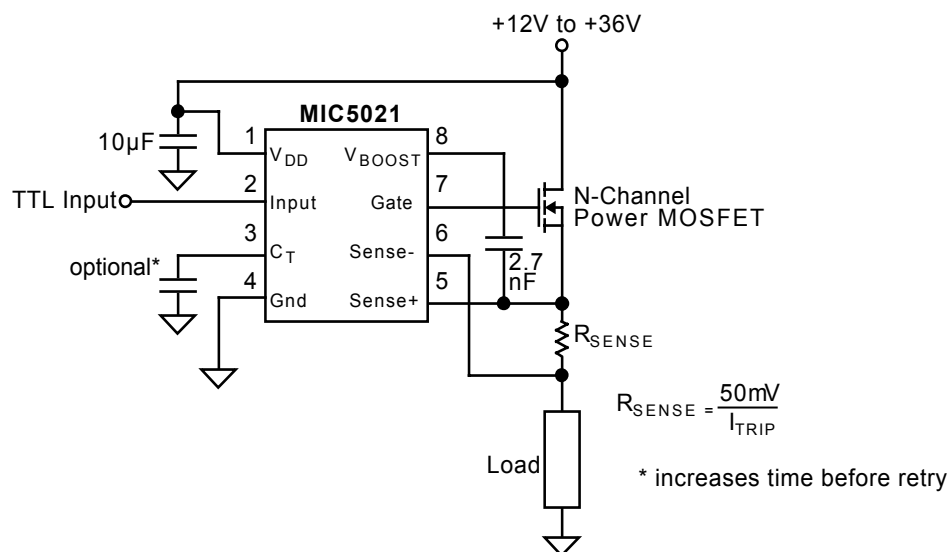 +12V to +36V
MIC5021
10µF
1
8
VDD
VBOOST
2
7
TTL Input
Input
Gate
N-Channel
Power MOSFET
3
6
optional*
CT
Sense-
2.7
nF
4
5
Gnd
Sense+
RSENSE
RSENSE = 50mV
ITRIP
Load
* increases time before retry